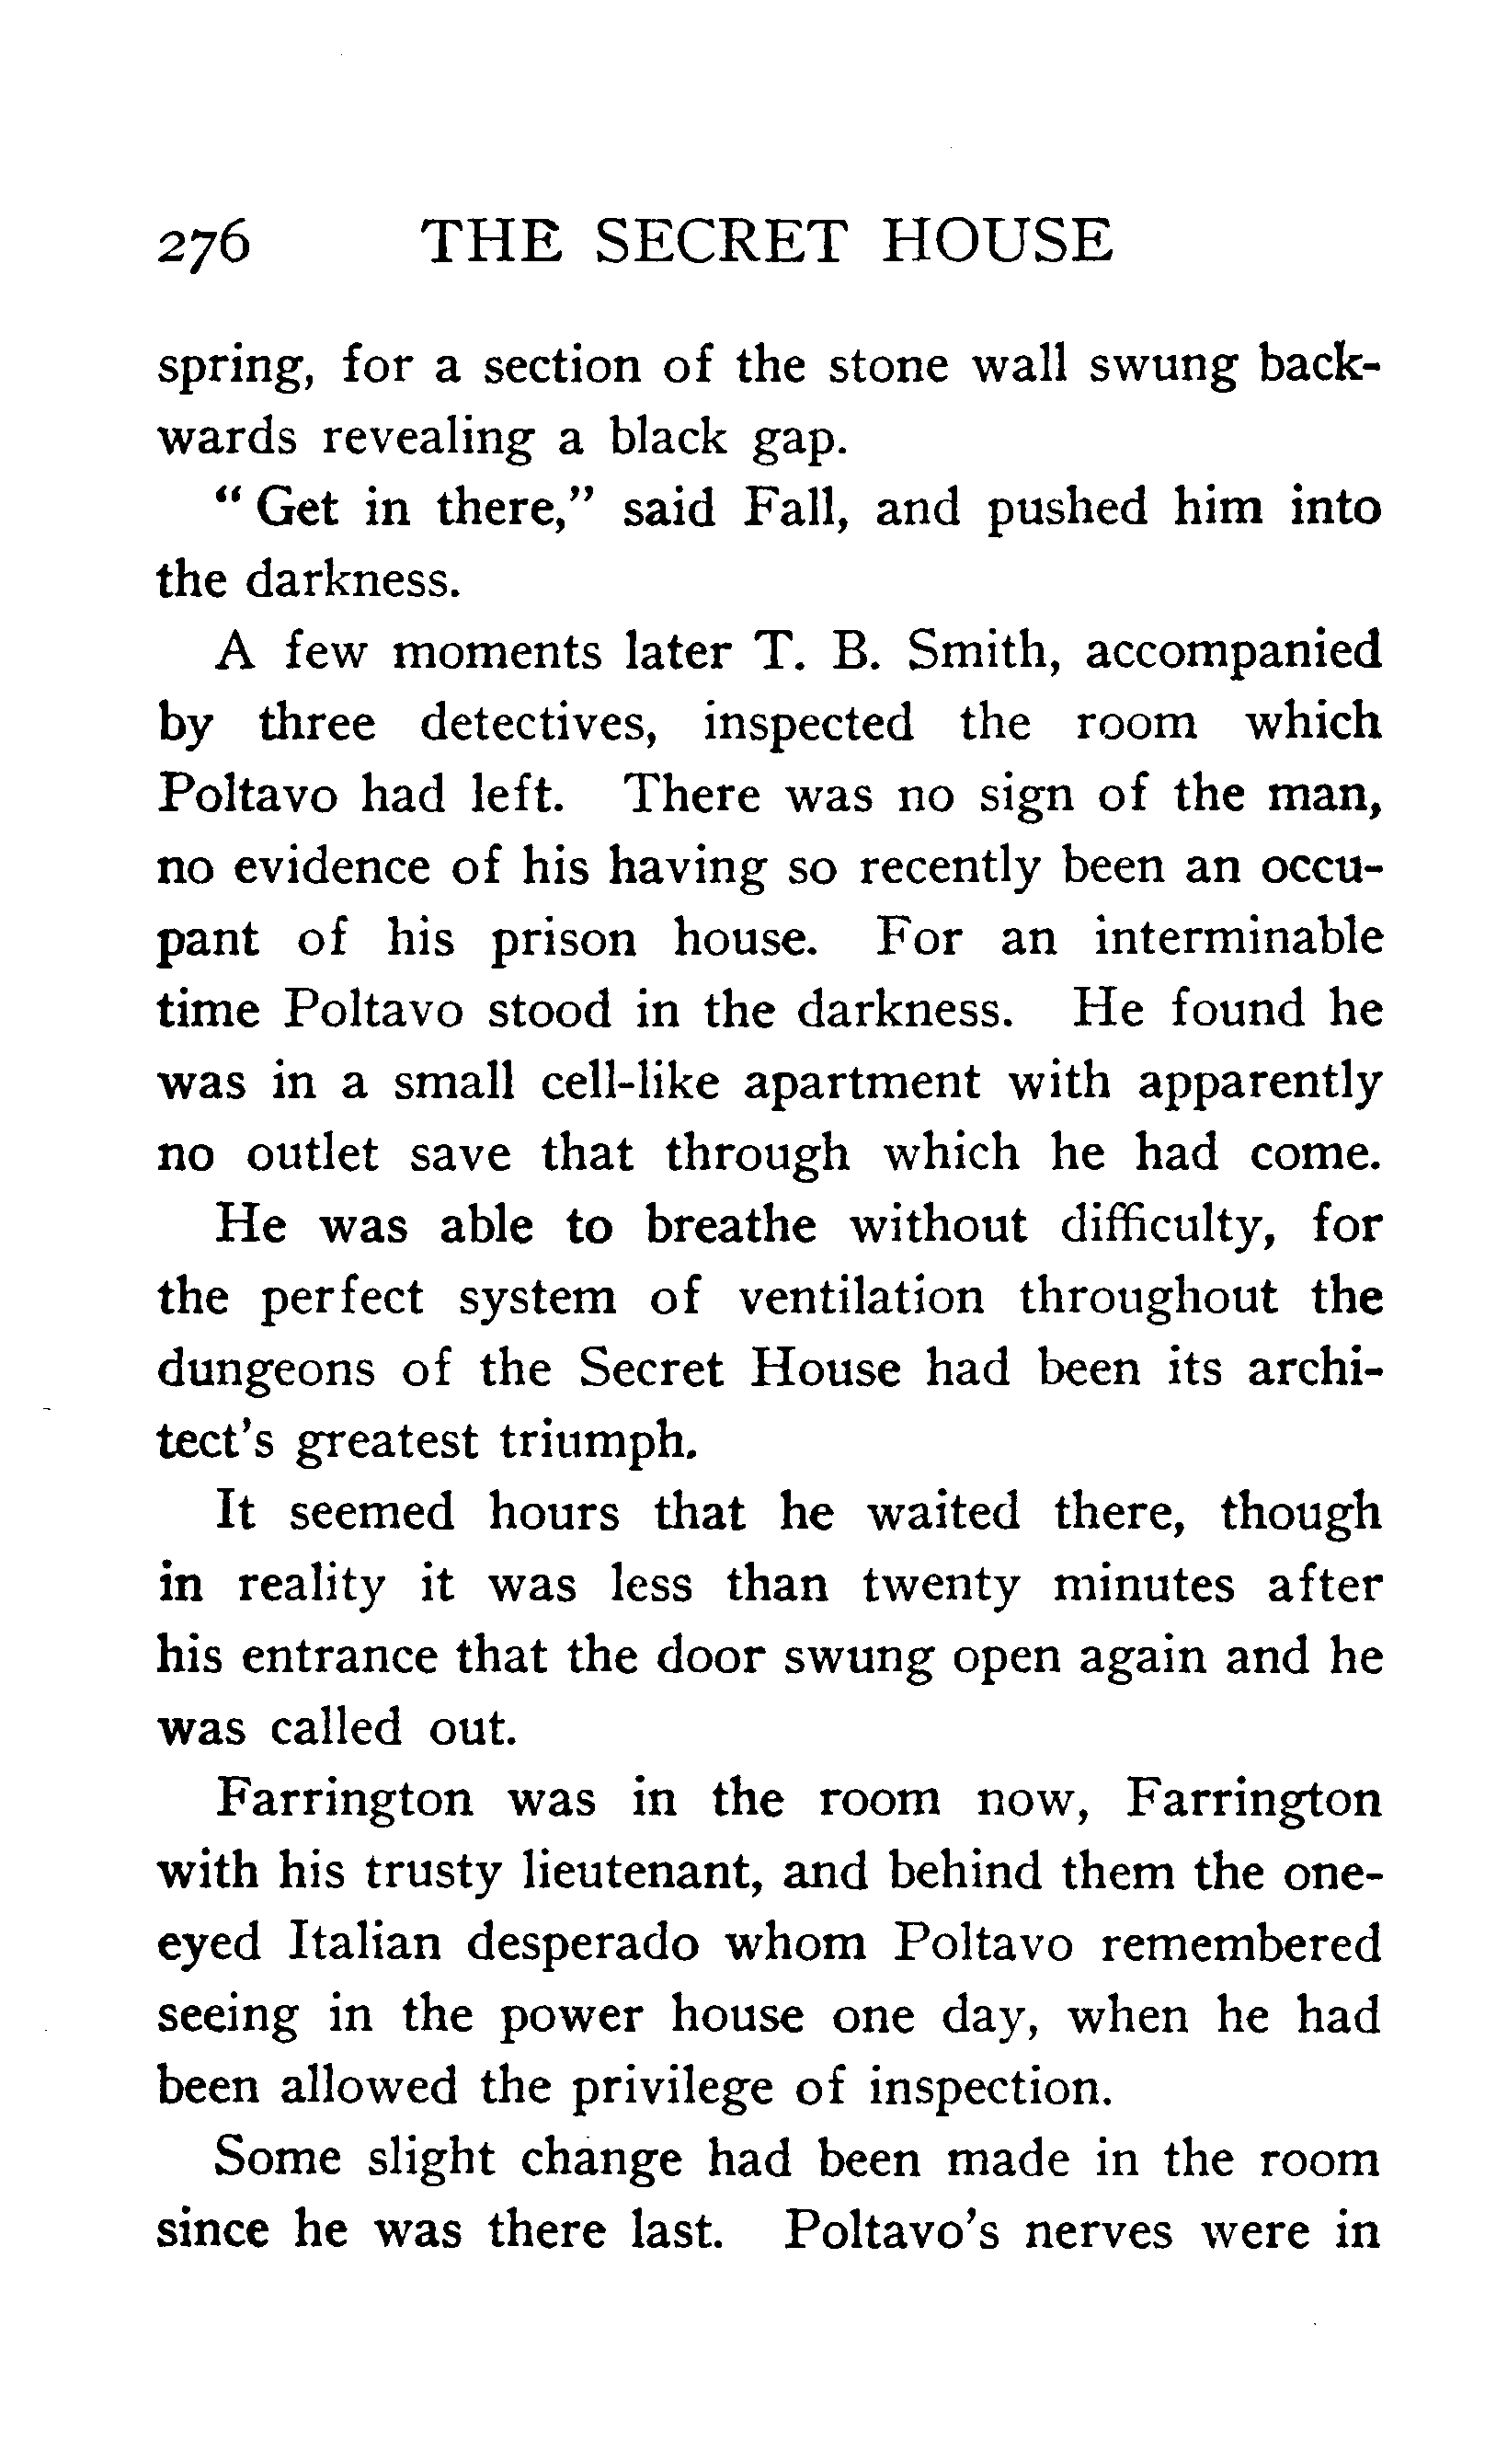 276 THE SECRET HOUSE
spring, for a section of the stone wall swung back-
wards revealing a black gap.
“ Get in there,” said Fall, and pushed him into
the darkness.
A few moments later T. B. Smith, accompanied
by three detectives, inspected the room which
Poltavo had left. There was no sign of the man,
no evidence of his having so recently been an occu-
pant of his prison house. For an interminable
time Poltavo stood in the darkness. He found he
was in a small cell-like apartment with apparently
no outlet save that through which he had come.
He was able to breathe without difficulty, for
the perfect system of ventilation throughout the
dungeons of the Secret House had been its archi-
tect's greatest triumph.
It seemed hours that he waited there, though
in reality it was less than twenty minutes after
his entrance that the door swung open again and he
was called out.
Farrington was in the room now, Farrington
with his trusty lieutenant, and behind them the one-
eyed Italian desperado whom Poltavo remembered
seeing in the power house one day, when he had
been allowed the privilege of inspection.
Some slight change had been made in the room
since he was there last. Poltavo's nerves were in